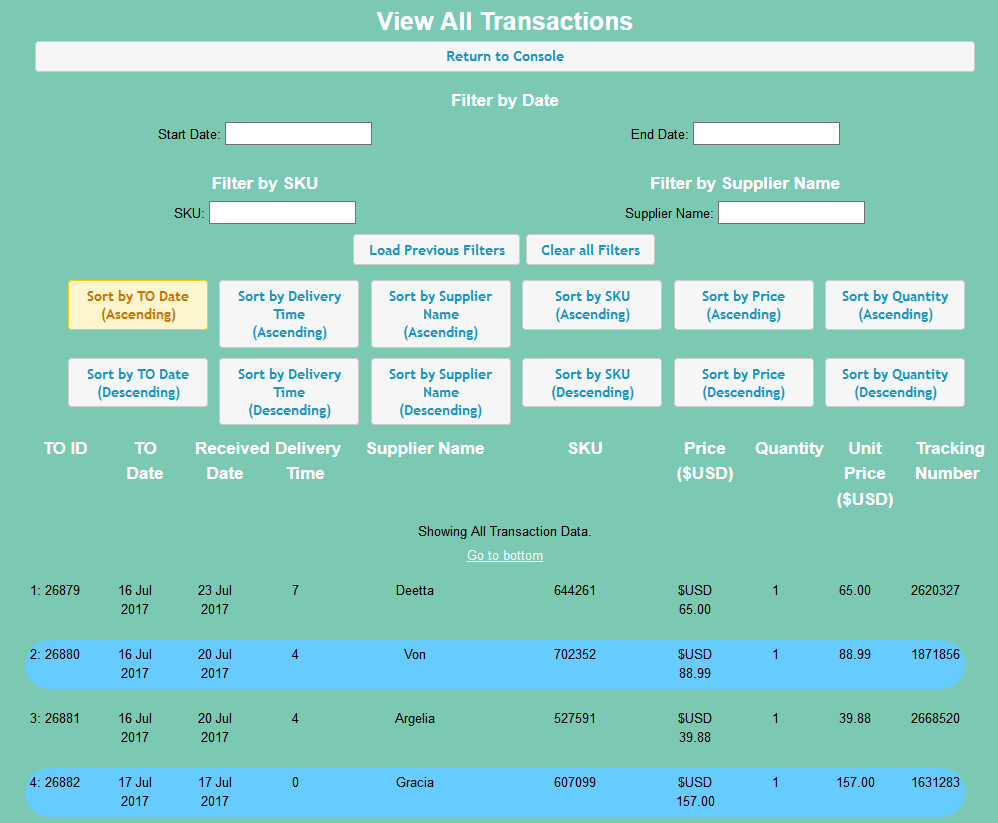 View All Transactions
Return to Console
Filter by Date
Start Date: End Date:
Filter by SKU Filter by Supplier Name
SKU: Supplier Name:
Load Previous Filters Clear all Filters
Sort by TO Date (Ascending)
Sort by Delivery Time (Ascending)
Sort by Supplier Name (Ascending)
Sort by SKU (Ascending)
Sort by Price (Ascending)
Sort by Quantity (Ascending)
Sort by TO Date (Descending)
Sort by Delivery Time (Descending)
Sort by Supplier Name (Descending)
Sort by SKU (Descending)
Sort by Price (Descending)
Sort by Quantity (Descending)
TO ID TO Date Received Date Delivery Time Supplier Name SKU Price ($USD) Quantity Unit Price ($USD) Tracking Number
Showing All Transaction Data.
Go to bottom
1: 26879 16 Jul 2017 23 Jul 2017 7 Deetta 644261 $USD 65.00 1 65.00 2620327
2: 26880 16 Jul 2017 20 Jul 2017 4 Von 702352 $USD 88.99 1 88.99 1871856
3: 26881 16 Jul 2017 20 Jul 2017 4 Argelia 527591 $USD 39.88 1 39.88 2668520
4: 26882 17 Jul 2017 17 Jul 2017 0 Gracia 607099 $USD 157.00 1 157.00 1631283